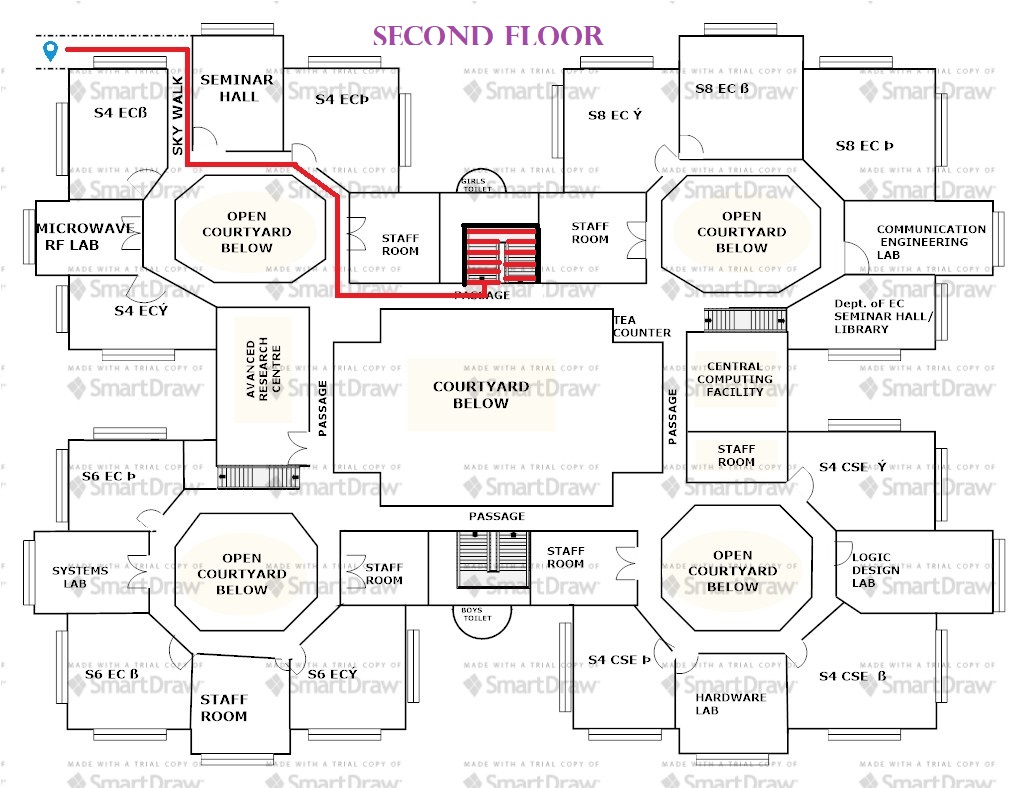 SECOND FLOOR
MADE WITH A TRIAL COPY OF
SmartDraw
SEMINAR
HALL
S4 ECß
SKY WALK
S4 ECÞ
S8 EC Ý
S8 EC ß
S8 EC Þ
GIRLS
TOILET
MICROWAVE
RF LAB
OPEN
COURTYARD
BELOW
STAFF
ROOM
STAFF
ROOM
OPEN
COURTYARD
BELOW
COMMUNICATION
ENGINEERING
LAB
S4 ECÝ
PASSAGE
TEA
COUNTER
Dept. of EC
SEMINAR HALL/
LIBRARY
ADVANCED
RESEARCH
CENTRE
PASSAGE
COURTYARD
BELOW
PASSAGE
CENTRAL
COMPUTING
FACILITY
STAFF
ROOM
S6 EC Þ
S4 CSE Ý
PASSAGE
SYSTEMS
LAB
OPEN
COURTYARD
BELOW
STAFF
ROOM
STAFF
ROOM
OPEN
COURTYARD
BELOW
LOGIC
DESIGN
LAB
BOYS
TOILET
S6 EC ß
STAFF
ROOM
S6 ECÝ
S4 CSE Þ
HARDWARE
LAB
S4 CSE ß